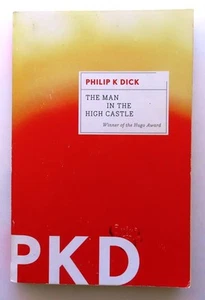 PHILIP K DICK
THE MAN
IN THE
HIGH CASTLE
Winner of the Hugo Award
PKD